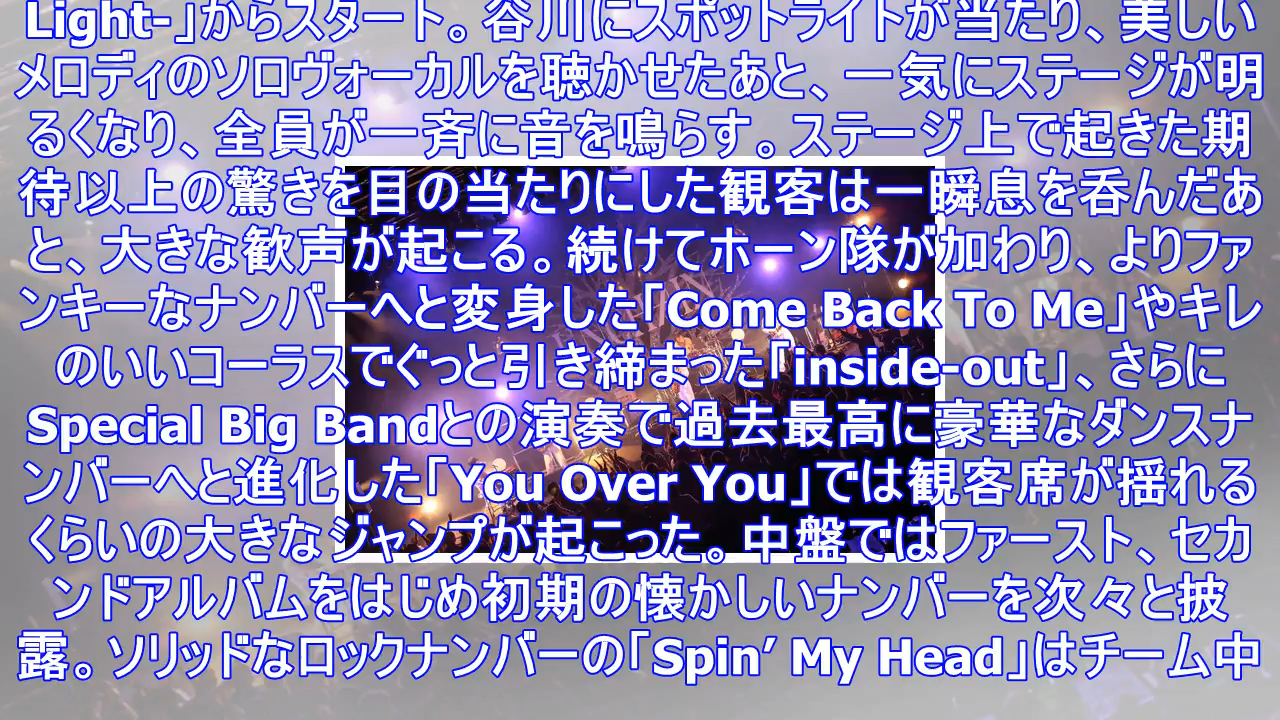 Light-」からスタート。谷川にスポットライトが当たり、美しい
メロディのソロヴォーカルを聴かせたあと、一気にステージが明
るくなり、全員が一斉に音を鳴らす。ステージ上で起きた期
待以上の驚きを目の当たりにした観客は一瞬息を呑んだあ
と、大きな歓声が起こる。続けてホーン隊が加わり、よりファ
ンキーなナンバーへと変身した「Come Back To Me」やキレ
のいいコーラスでぐっと引き締まった「inside-out」、さらに
Special Big Bandとの演奏で過去最高に豪華なダンスナ
ンバーへと進化した「You Over You」では観客席が揺れる
くらいの大きなジャンプが起こった。中盤ではファースト、セカ
ンドアルバムをはじめ初期の懐かしいナンバーを次々と披
露。ソリッドなロックナンバーの「Spin’ My Head」はチーム中